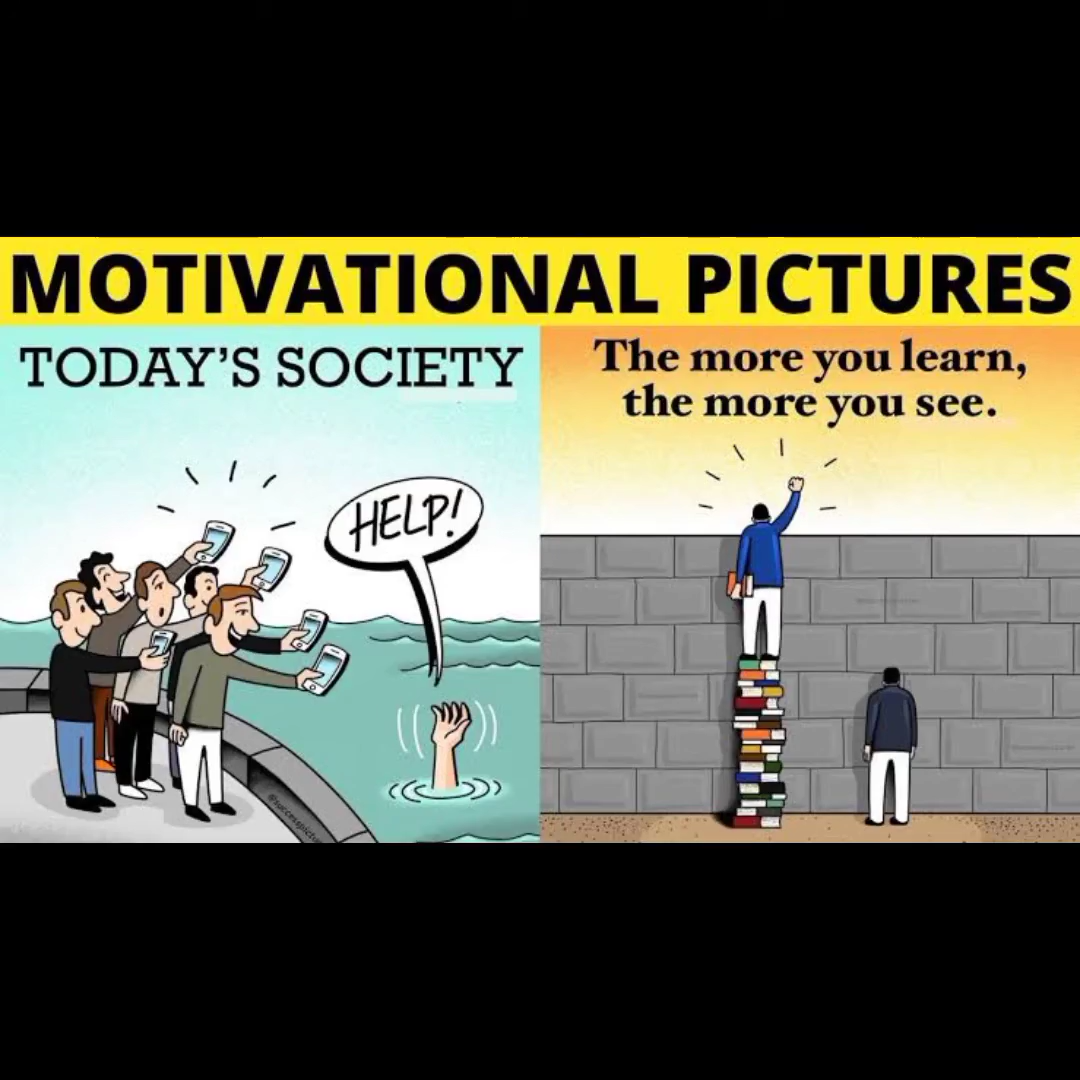 MOTIVATIONAL PICTURES
TODAY'S SOCIETY
HELP!
The more you learn,
the more you see.